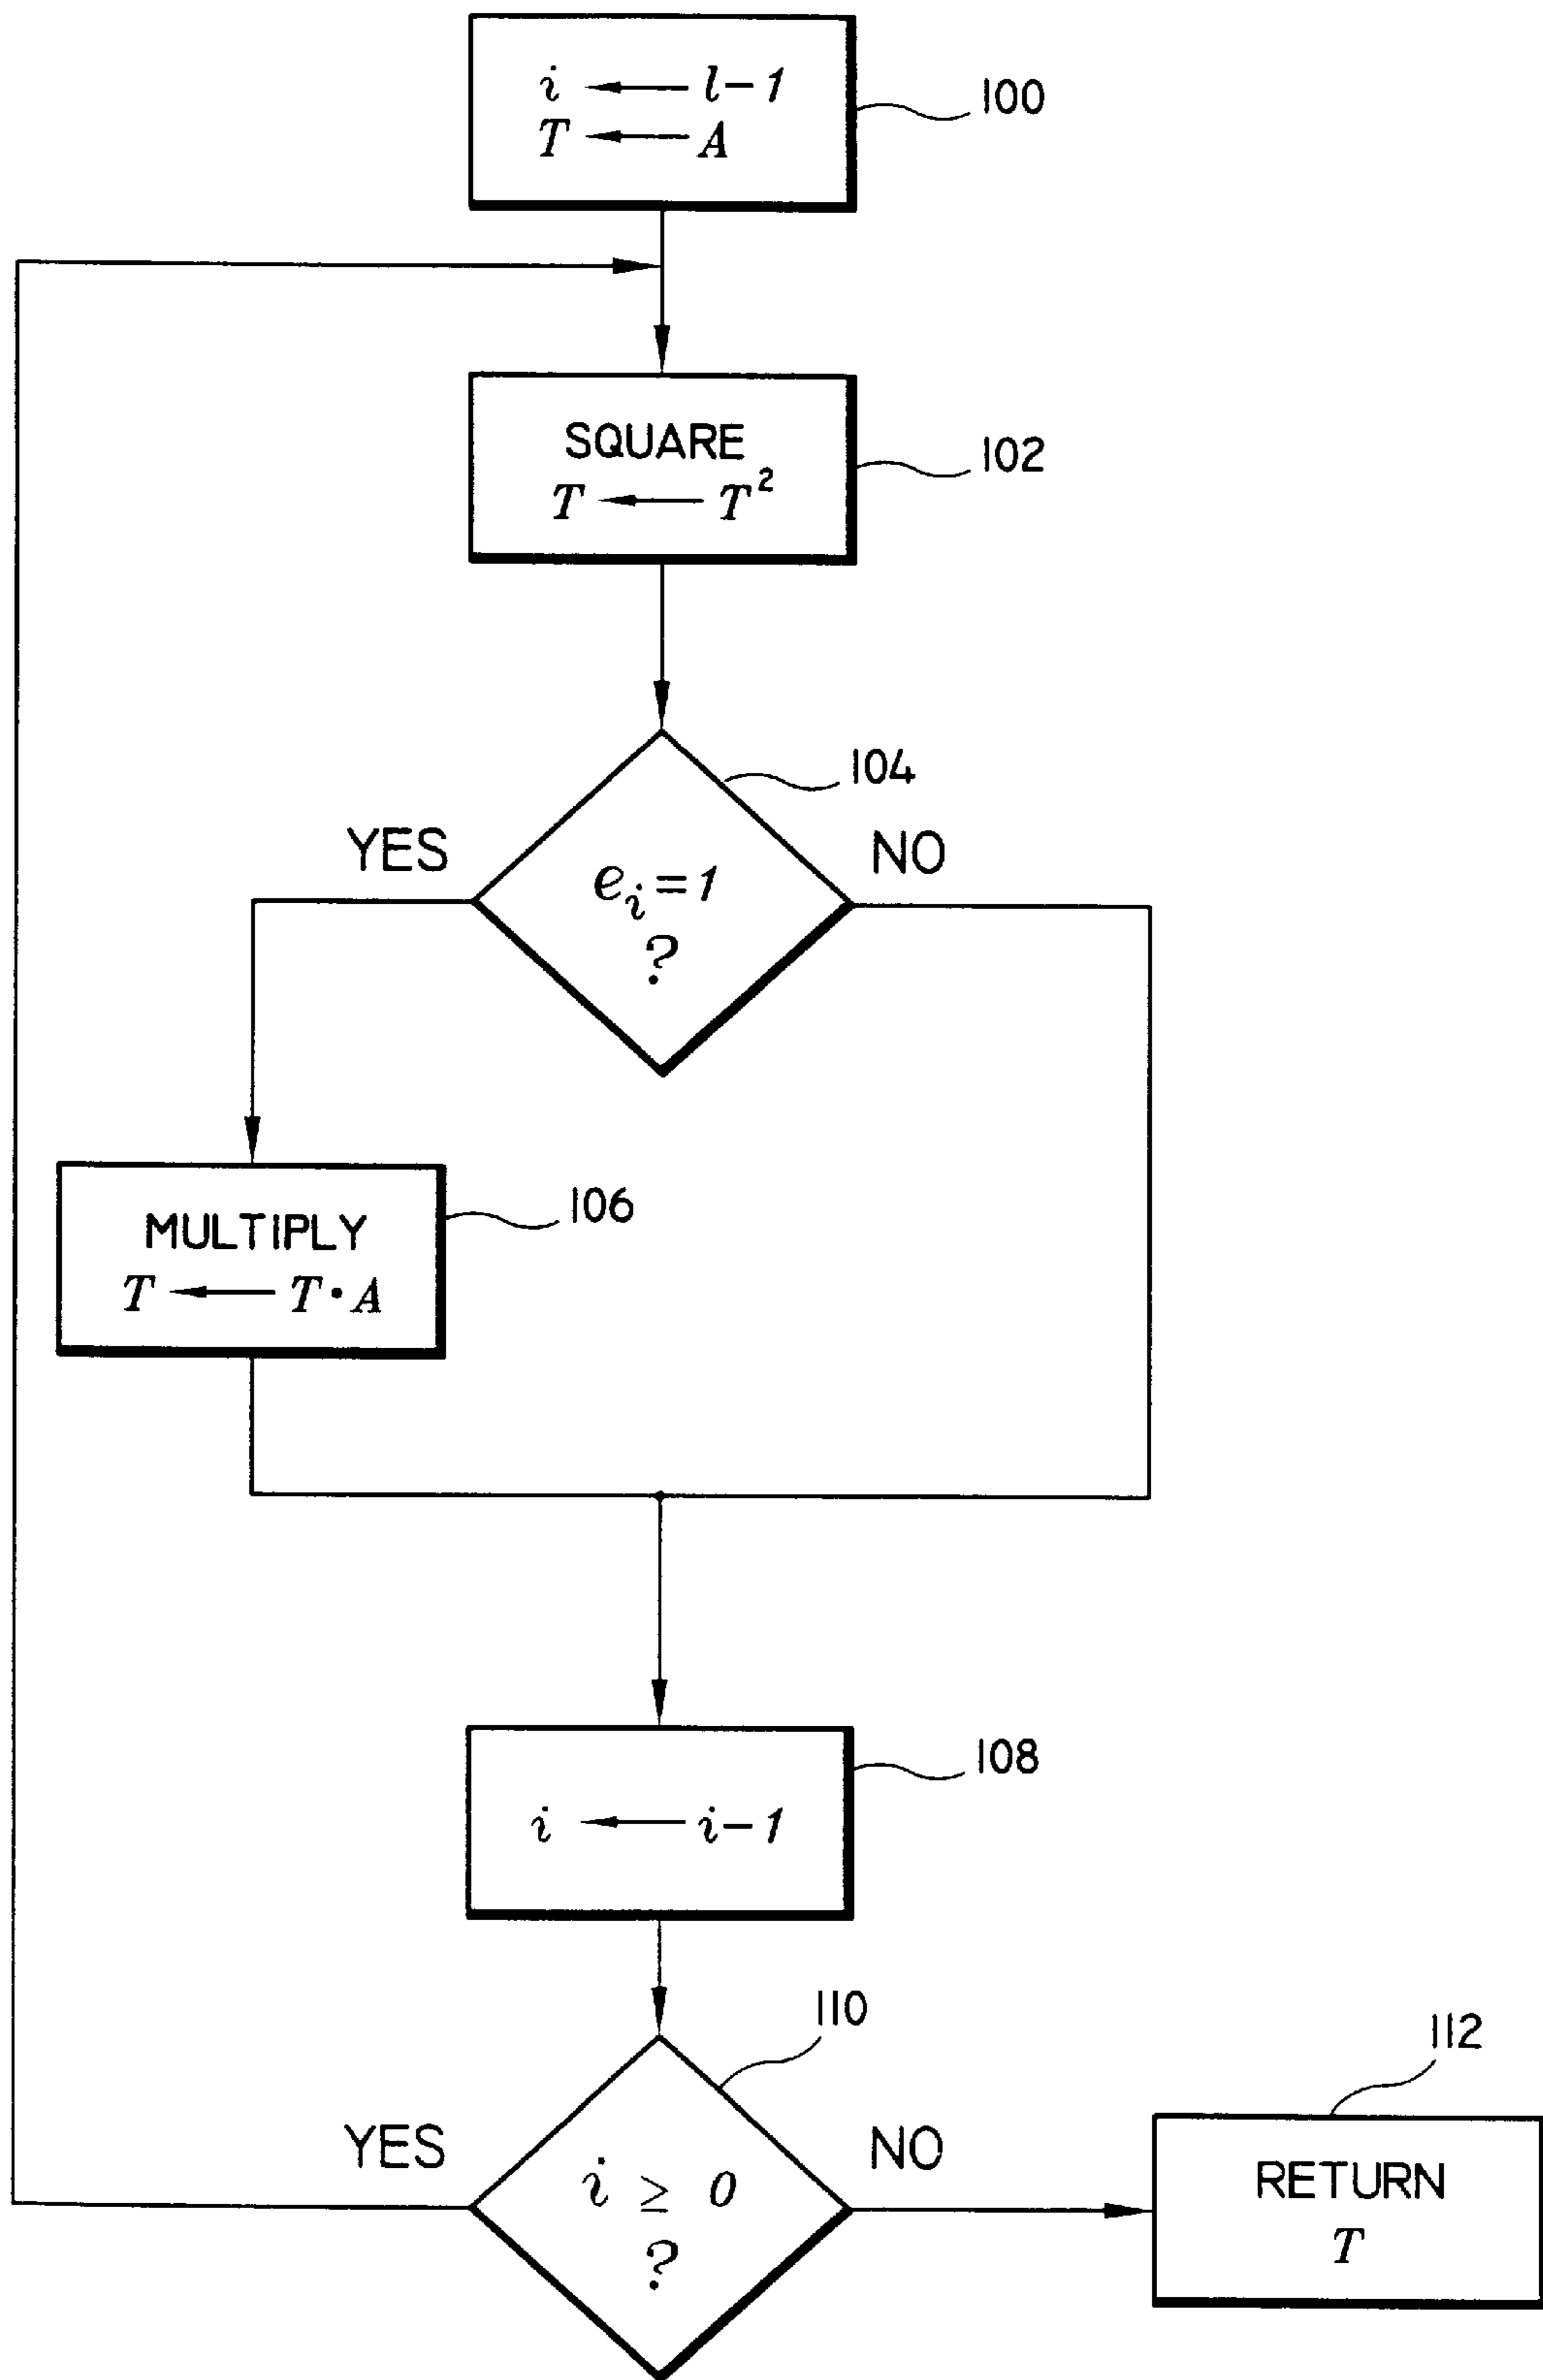 i ← l-1
T ← A
100
SQUARE
T ← T²
102
104
YES
NO
e_i=1
?
106
MULTIPLY
T ← T·A
108
i ← i-1
110
112
YES
NO
i ≥ 0
?
RETURN
T